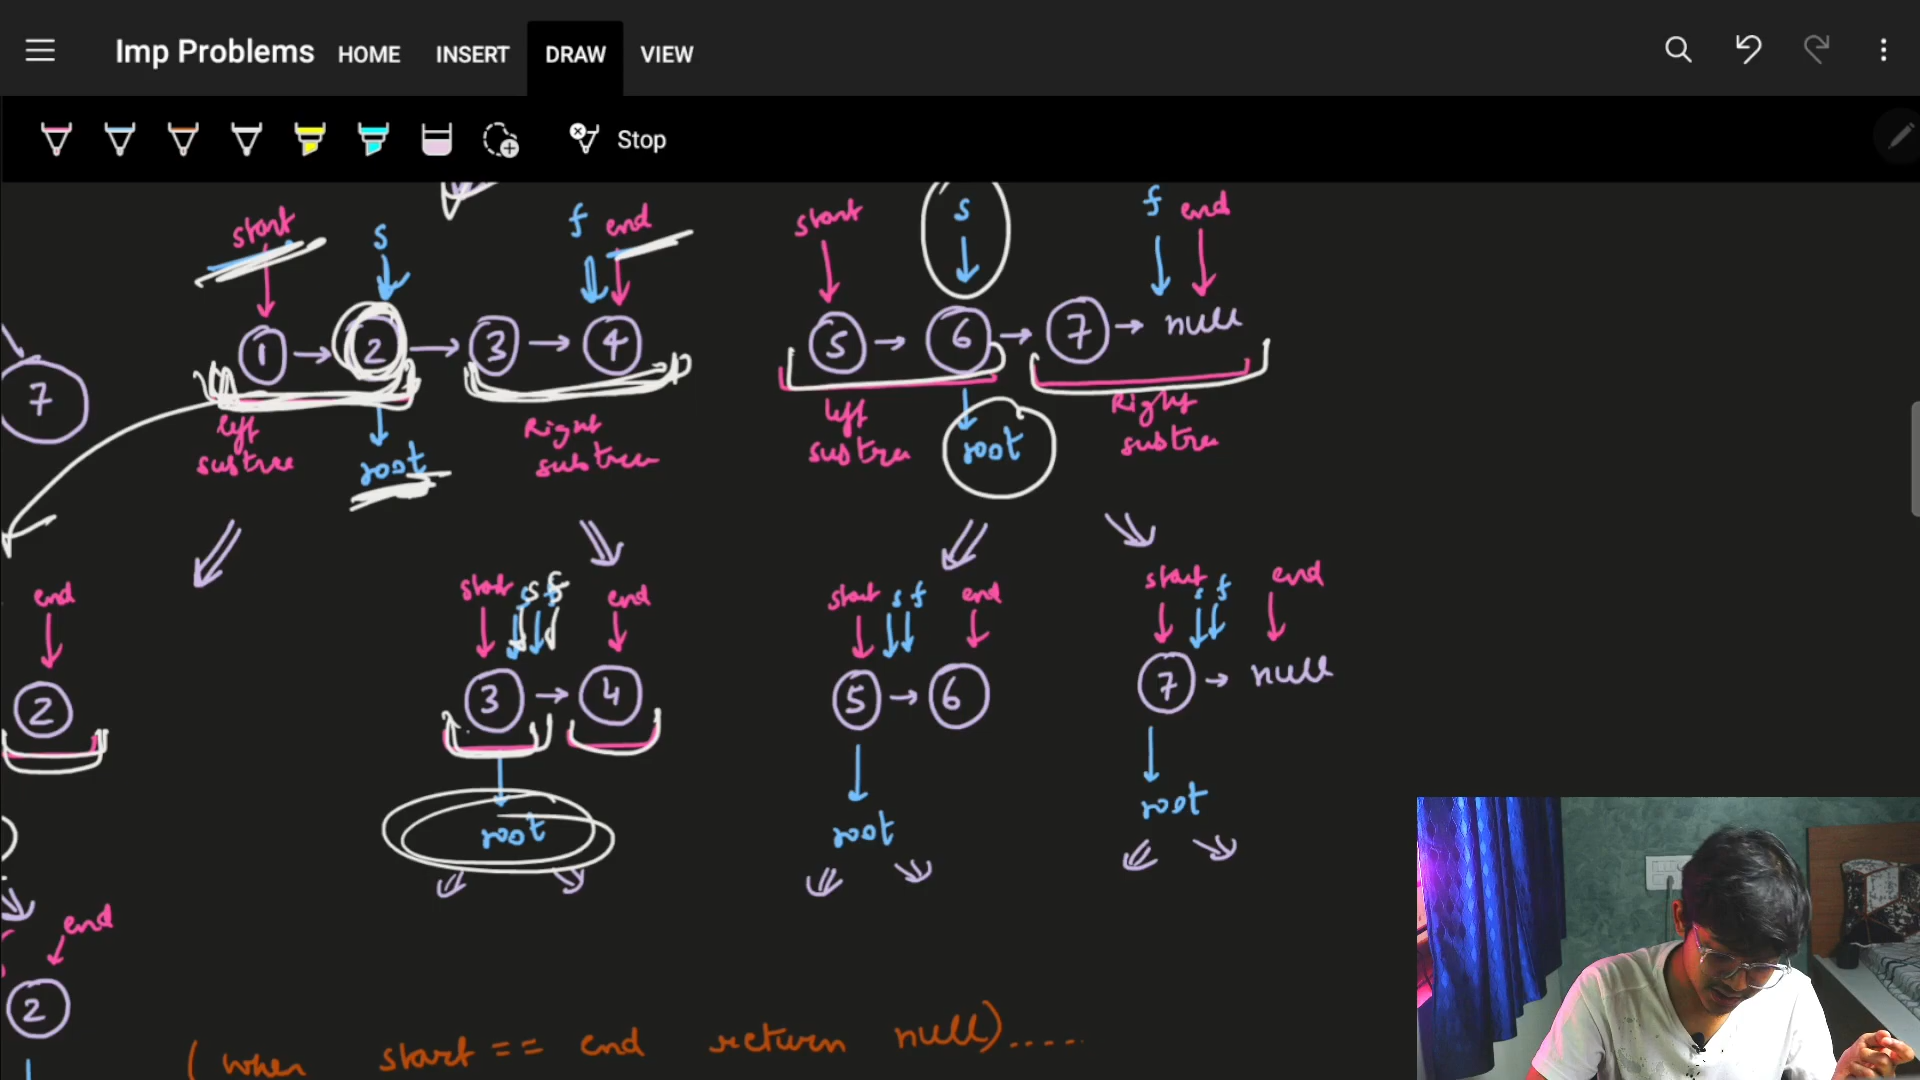 Imp Problems HOME INSERT DRAW VIEW
Stop
start s f end start s f end
1 → 2 → 3 → 4 5 → 6 → 7 → null
7
left subtree root Right subtree left subtre root Right subtre
end start s f end start s f end start s f end
2 3 → 4 5 → 6 7 → null
root root root
end
2
(when start == end return null).....